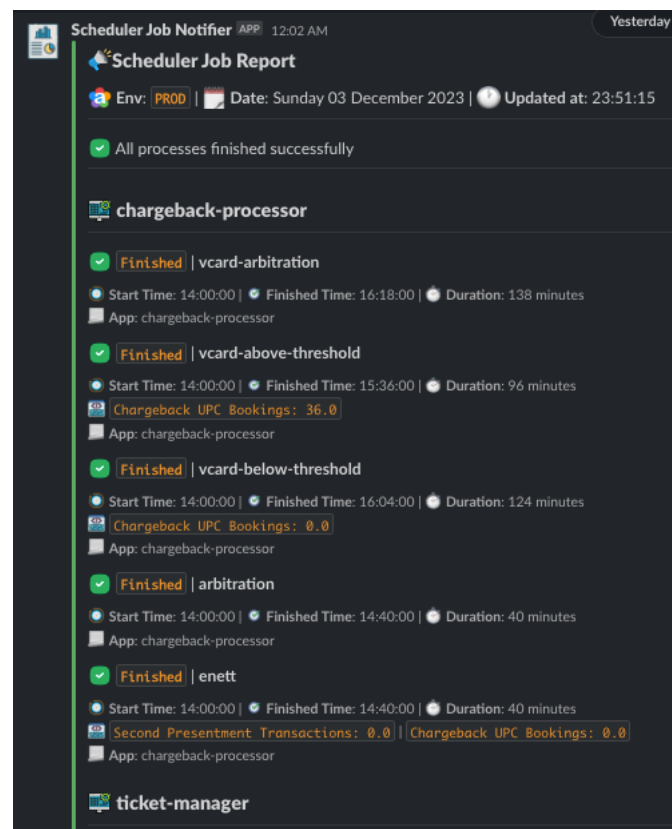 Yesterday
Scheduler Job Notifier APP 12:02 AM
Scheduler Job Report
Env: PROD | Date: Sunday 03 December 2023 | Updated at: 23:51:15
All processes finished successfully
chargeback-processor
Finished | vcard-arbitration
Start Time: 14:00:00 | Finished Time: 16:18:00 | Duration: 138 minutes
App: chargeback-processor
Finished | vcard-above-threshold
Start Time: 14:00:00 | Finished Time: 15:36:00 | Duration: 96 minutes
Chargeback UPC Bookings: 36.0
App: chargeback-processor
Finished | vcard-below-threshold
Start Time: 14:00:00 | Finished Time: 16:04:00 | Duration: 124 minutes
Chargeback UPC Bookings: 0.0
App: chargeback-processor
Finished | arbitration
Start Time: 14:00:00 | Finished Time: 14:40:00 | Duration: 40 minutes
App: chargeback-processor
Finished | enett
Start Time: 14:00:00 | Finished Time: 14:40:00 | Duration: 40 minutes
Second Presentment Transactions: 0.0 | Chargeback UPC Bookings: 0.0
App: chargeback-processor
ticket-manager